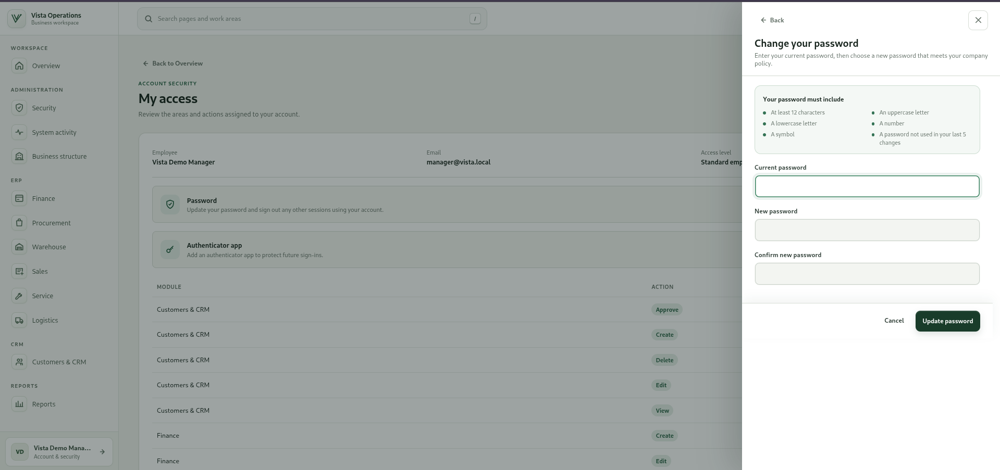 Vista Operations
Business workspace
Search pages and work areas
/
WORKSPACE
Overview
ADMINISTRATION
Security
System activity
Business structure
ERP
Finance
Procurement
Warehouse
Sales
Service
Logistics
CRM
Customers & CRM
REPORTS
Reports
VD
Vista Demo Mana...
Account & security
Back to Overview
ACCOUNT SECURITY
My access
Review the areas and actions assigned to your account.
Employee
Vista Demo Manager
Email
manager@vista.local
Access level
Standard emp
Password
Update your password and sign out any other sessions using your account.
Authenticator app
Add an authenticator app to protect future sign-ins.
MODULE ACTION
Customers & CRM Approve
Customers & CRM Create
Customers & CRM Delete
Customers & CRM Edit
Customers & CRM View
Finance Create
Finance Edit
Back
Change your password
Enter your current password, then choose a new password that meets your company
policy.
Your password must include
At least 12 characters
An uppercase letter
A lowercase letter
A number
A symbol
A password not used in your last 5
changes
Current password
New password
Confirm new password
Cancel
Update password